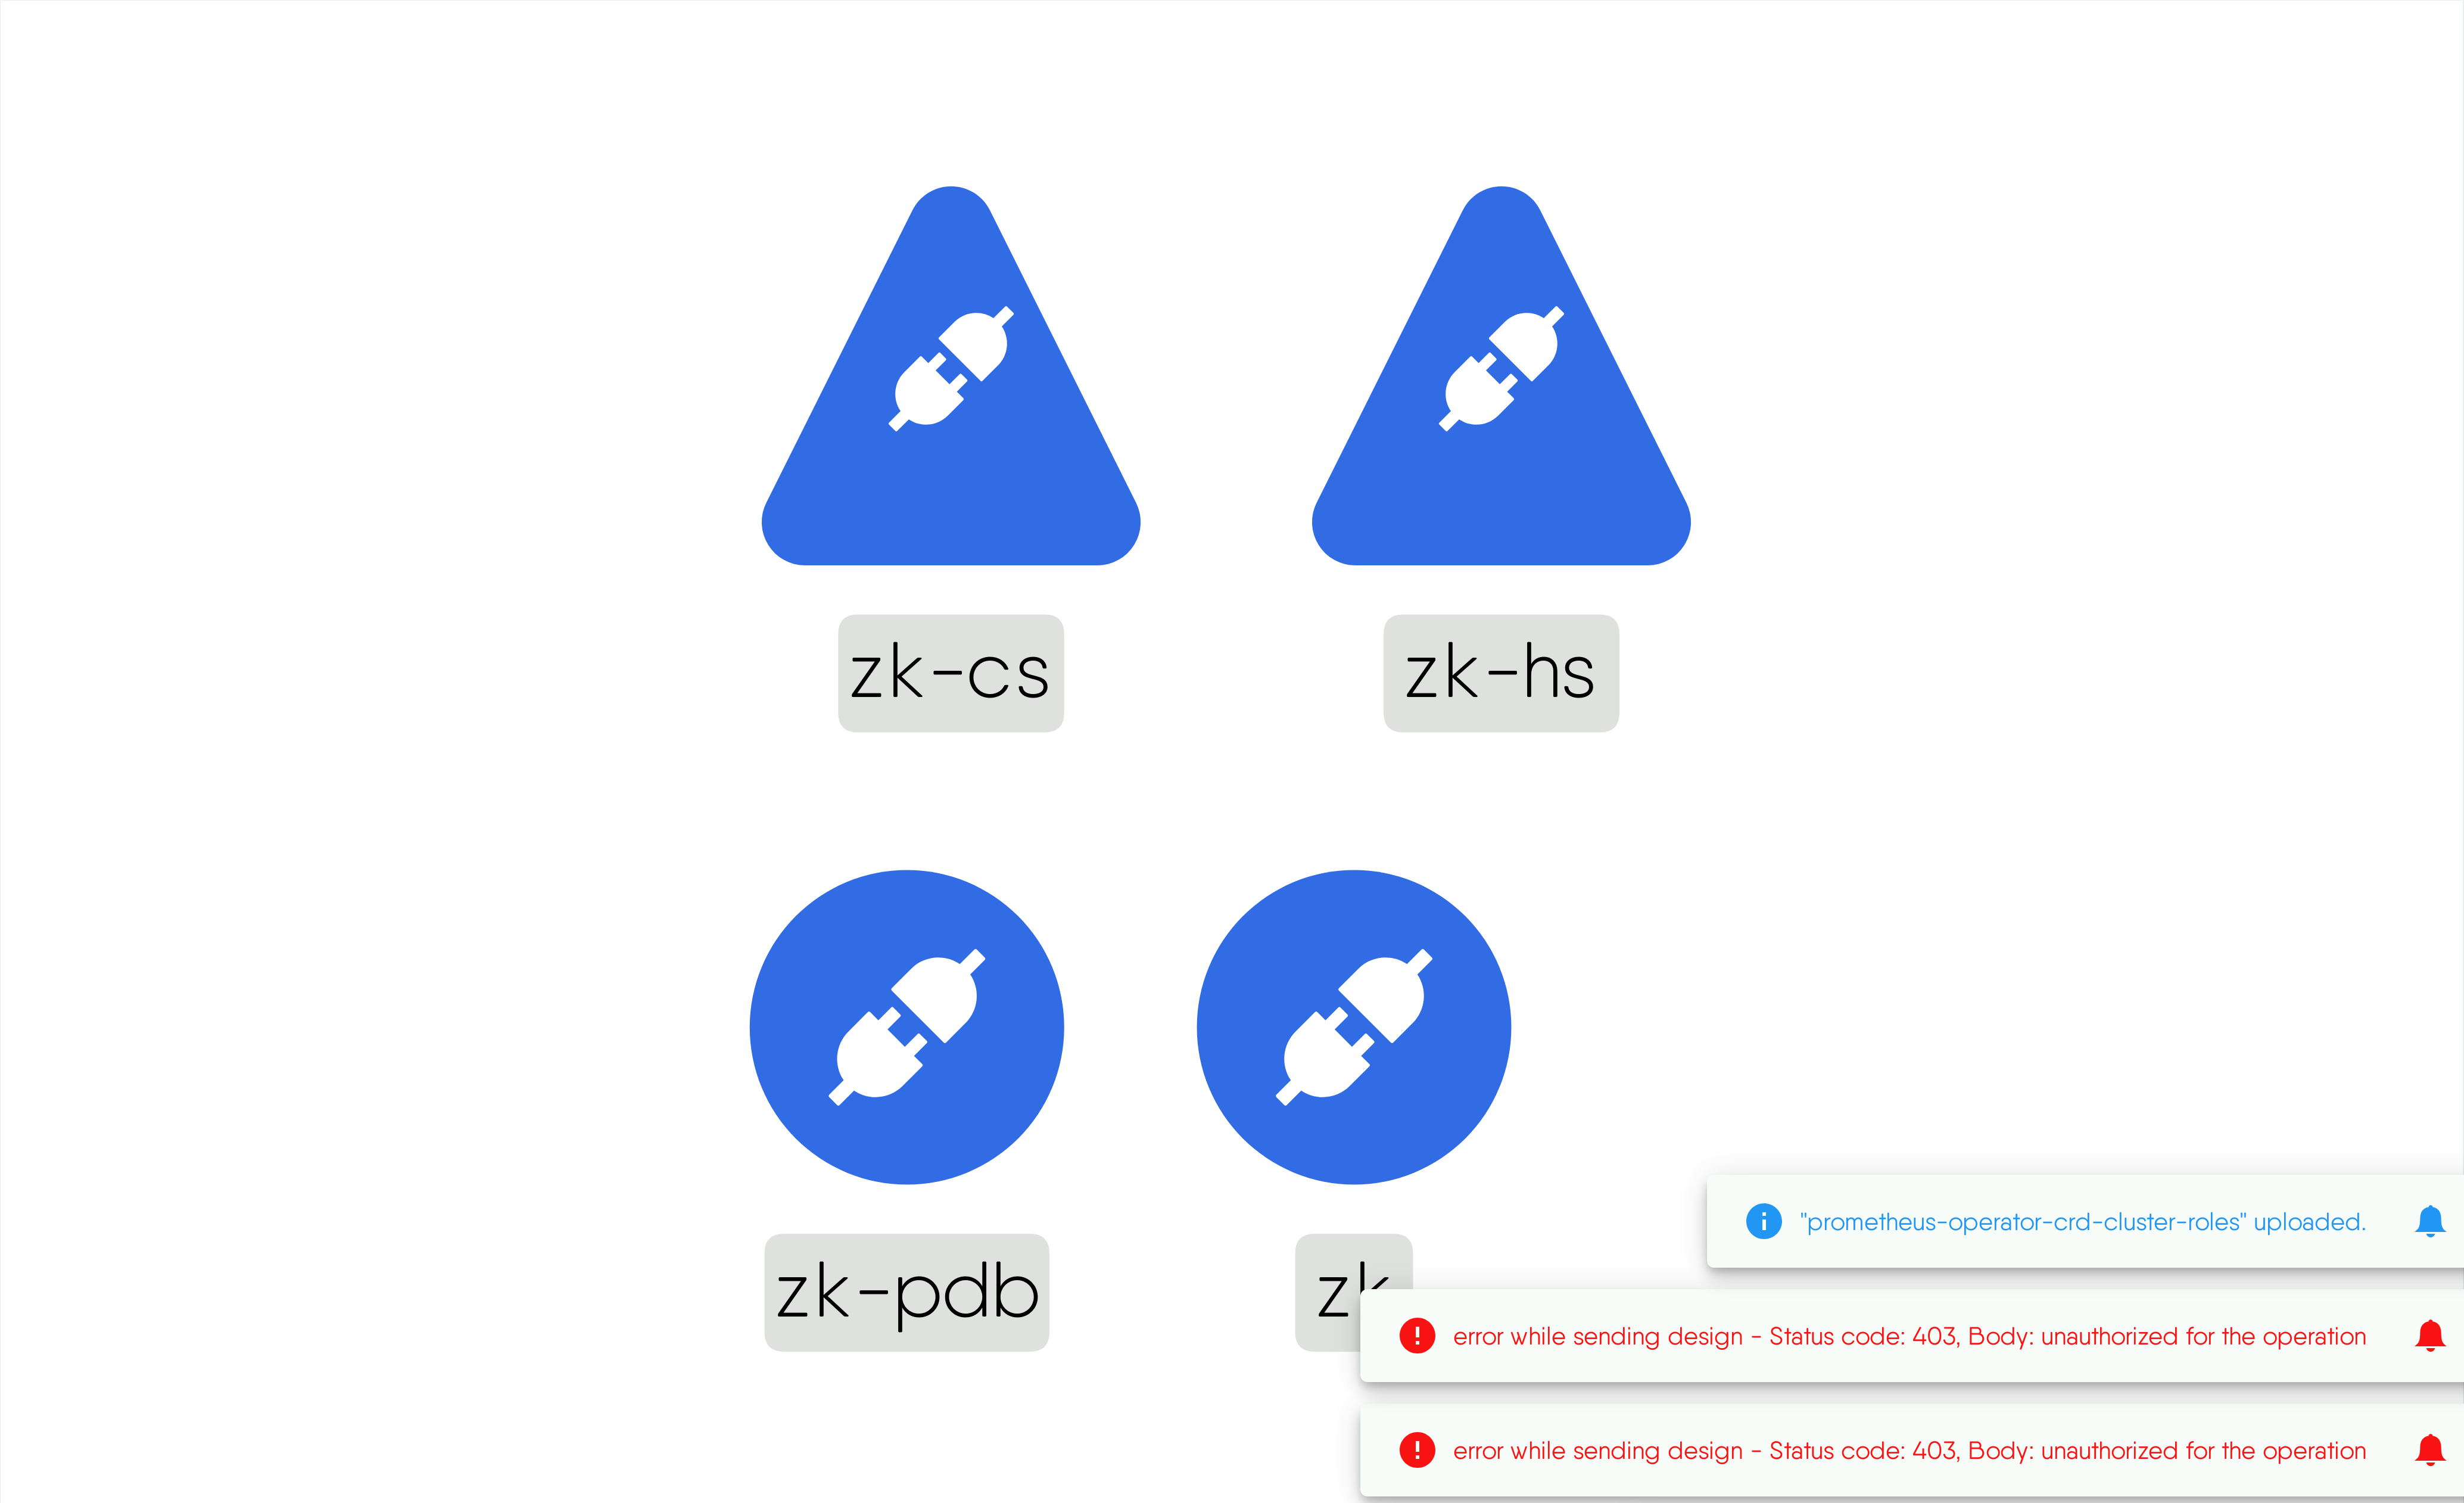 zk-cs
zk-hs
zk-pdb
zk
"prometheus-operator-crd-cluster-roles" uploaded.
error while sending design - Status code: 403, Body: unauthorized for the operation
error while sending design - Status code: 403, Body: unauthorized for the operation